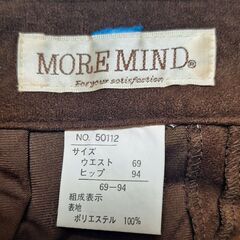 MORE MIND®
For your satisfaction
NO. 50112
サイズ
ウエスト 69
ヒップ 94
69-94
組成表示
表地
ポリエステル 100%